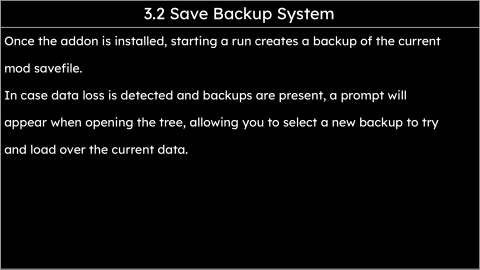 3.2 Save Backup System
Once the addon is installed, starting a run creates a backup of the current
mod savefile.
In case data loss is detected and backups are present, a prompt will
appear when opening the tree, allowing you to select a new backup to try
and load over the current data.